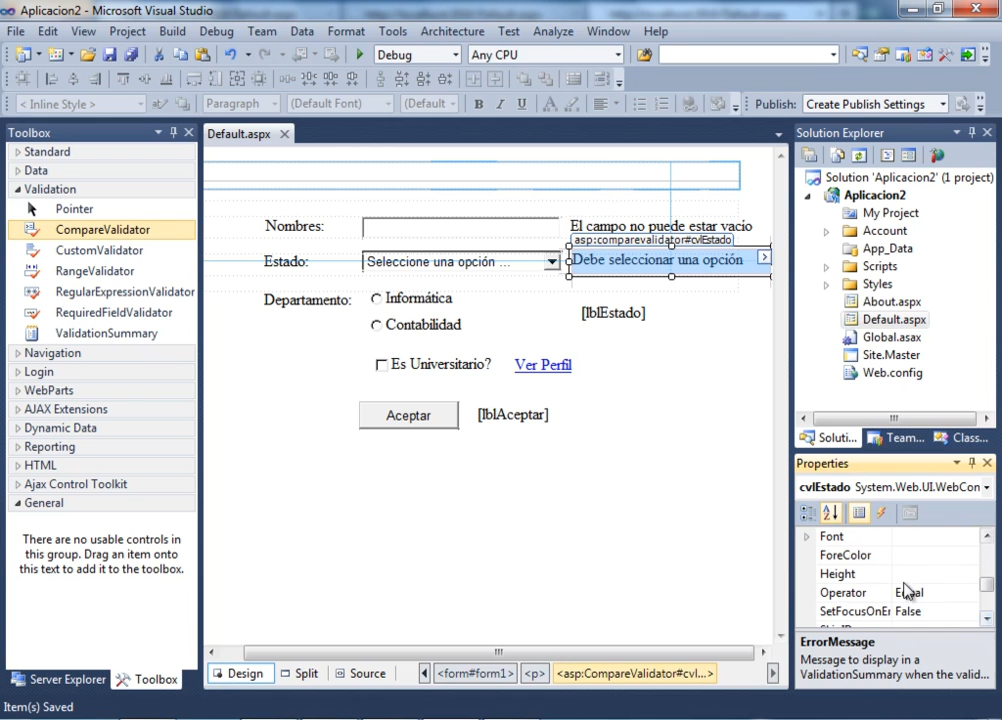 Aplicacion2 - Microsoft Visual Studio
File Edit View Project Build Debug Team Data Format Tools Architecture Test Analyze Window Help
Debug Any CPU
< Inline Style > Paragraph (Default Font) (Default B I U A Publish: Create Publish Settings
Toolbox
Standard
Data
Validation
Pointer
CompareValidator
CustomValidator
RangeValidator
RegularExpressionValidator
RequiredFieldValidator
ValidationSummary
Navigation
Login
WebParts
AJAX Extensions
Dynamic Data
Reporting
HTML
Ajax Control Toolkit
General
There are no usable controls in
this group. Drag an item onto
this text to add it to the toolbox.
Server Explorer Toolbox
Default.aspx
Nombres: El campo no puede estar vacio
asp:comparevalidator#cvlEstado
Estado: Seleccione una opción ... Debe seleccionar una opción
Departamento: Informática
[lblEstado]
Contabilidad
Es Universitario? Ver Perfil
Aceptar [lblAceptar]
Design Split Source <form#form1> <p> <asp:CompareValidator#cvl...>
Solution Explorer
Solution 'Aplicacion2' (1 project)
Aplicacion2
My Project
Account
App_Data
Scripts
Styles
About.aspx
Default.aspx
Global.asax
Site.Master
Web.config
Soluti... Team... Class...
Properties
cvlEstado System.Web.UI.WebCon
Font
ForeColor
Height
Operator Equal
SetFocusOnEr False
ErrorMessage
Message to display in a
ValidationSummary when the valid...
Item(s) Saved